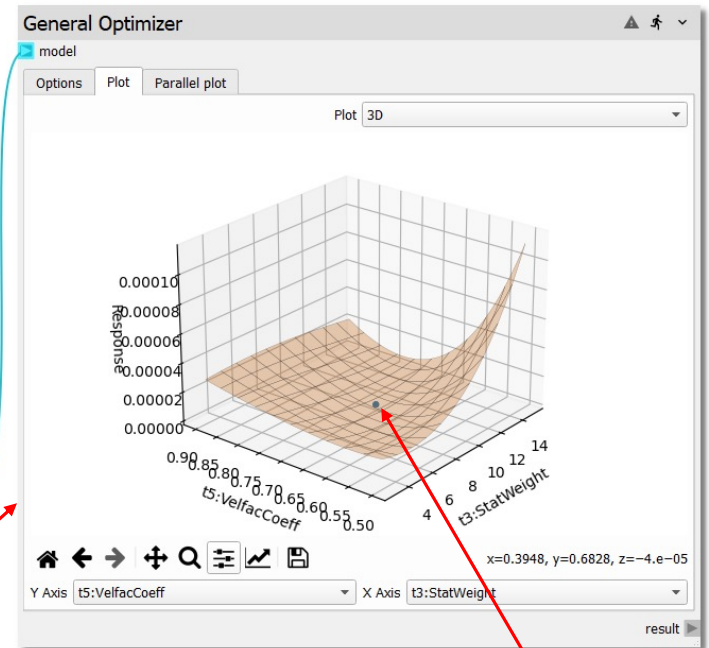 General Optimizer
model
Options Plot Parallel plot
Plot 3D
0.00010
0.00008
0.00006
0.00004
0.00002
0.00000
Response
0.90 0.85 0.80 0.75 0.70 0.65 0.60 0.55 0.50
t5:VelfacCoeff
4 6 8 10 12 14
t3:StatWeight
x=0.3948, y=0.6828, z=−4.e−05
Y Axis t5:VelfacCoeff X Axis t3:StatWeight
result